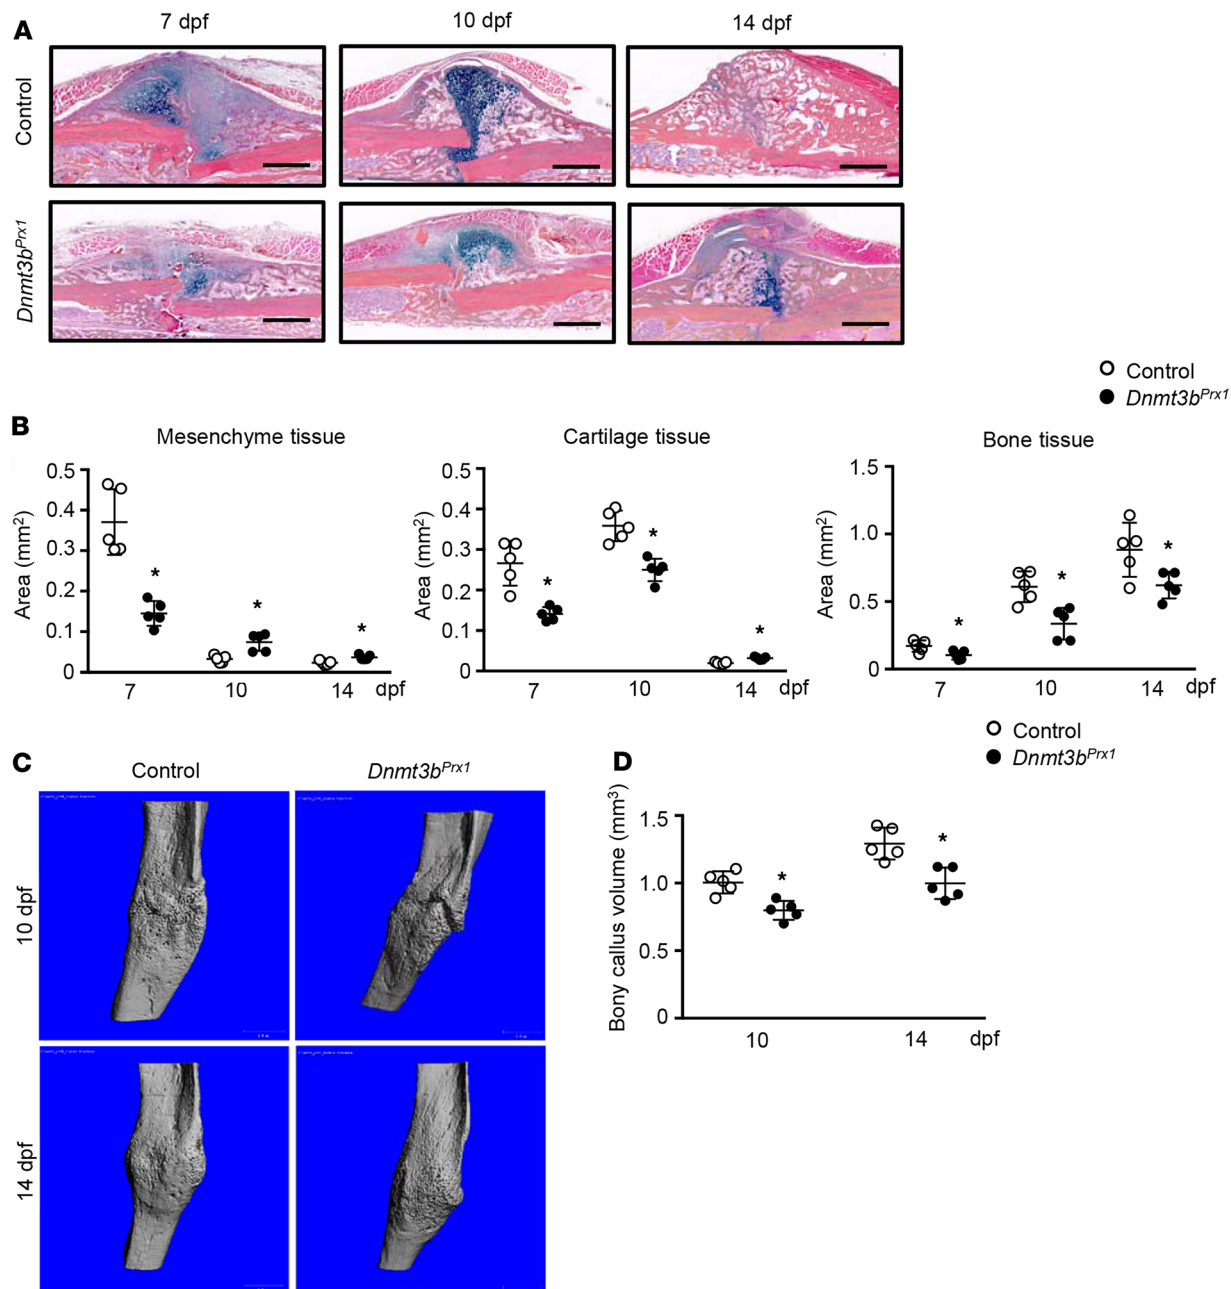 A
7 dpf
10 dpf
14 dpf
Control
Dnmt3bPrx1
Control
Dnmt3bPrx1
B
Mesenchyme tissue
Cartilage tissue
Bone tissue
Area (mm2)
0.5
0.4
0.3
0.2
0.1
0
*
*
*
7
10
14
dpf
Area (mm2)
0.5
0.4
0.3
0.2
0.1
0
*
*
*
7
10
14
dpf
Area (mm2)
1.5
1.0
0.5
0
*
*
*
7
10
14
dpf
C
Control
Dnmt3bPrx1
10 dpf
14 dpf
D
Control
Dnmt3bPrx1
Bony callus volume (mm3)
1.5
1.0
0.5
0
*
*
10
14
dpf